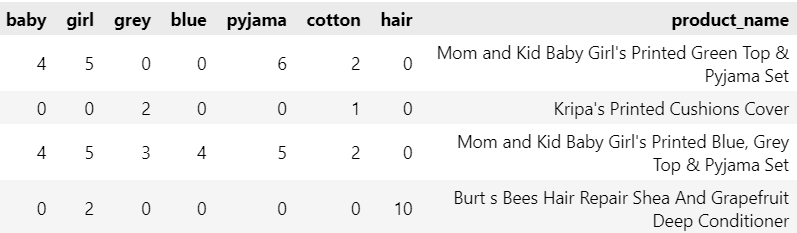 baby girl grey blue pyjama cotton hair product_name
4 5 0 0 6 2 0 Mom and Kid Baby Girl's Printed Green Top &
Pyjama Set
0 0 2 0 0 1 0 Kripa's Printed Cushions Cover
4 5 3 4 5 2 0 Mom and Kid Baby Girl's Printed Blue, Grey
Top & Pyjama Set
0 2 0 0 0 0 10 Burt s Bees Hair Repair Shea And Grapefruit
Deep Conditioner